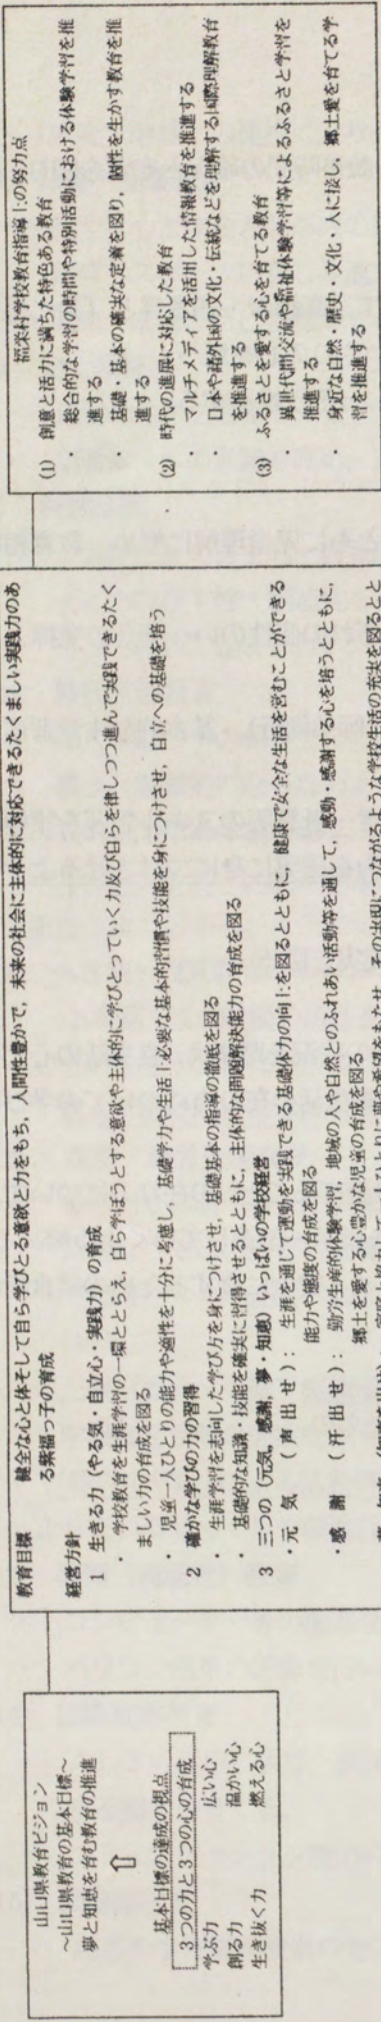 山口県教育ビジョン
～山口県教育の基本目標～
夢と知恵を育む教育の推進
⇧
基本目標の達成の視点
3つの力と3つの心の育成
学ぶ力　広い心
創る力　温かい心
生き抜く力　燃える心
教育目標　健全な心と体そして自ら学びとる意欲と力をもち，人間性豊かで，未来の社会に主体的に対応できるたくましい実践力のあ
る紫福っ子の育成
経営方針
1　生きる力（やる気・自立心・実践力）の育成
・　学校教育を生涯学習の一環ととらえ，自ら学ぼうとする意欲や主体的に学びとっていく力及び自らを律しつつ進んで実践できるたく
ましい力の育成を図る
・　児童一人ひとりの能力や適性を十分に考慮し，基礎学力や生活上必要な基本的習慣や技能を身につけさせ，自立への基礎を培う
2　確かな学びの力の習得
・　生涯学習を志向した学び方を身につけさせ，基礎基本の指導の徹底を図る
・　基礎的な知識・技能を確実に習得させるとともに，主体的な問題解決能力の育成を図る
3　三つの（元気，感謝，夢・知恵）いっぱいの学校経営
・元　気　（声出せ）：　生涯を通じて運動を実践できる基礎体力の向上を図るとともに，健康で安全な生活を営むことができる
能力や態度の育成を図る
・感　謝　（汗出せ）：　勤労生産的体験学習，地域の人や自然とのふれあい活動等を通して，感動・感謝する心を培うとともに，
郷土を愛する心豊かな児童の育成を図る
福栄村学校教育指導上の努力点
(1)　創意と活力に満ちた特色ある教育
・　総合的な学習の時間や特別活動における体験学習を推
進する
・　基礎・基本の確実な定着を図り，個性を生かす教育を推
進する
(2)　時代の進展に対応した教育
・　マルチメディアを活用した情報教育を推進する
・　日本や諸外国の文化・伝統などを理解する国際理解教育
を推進する
(3)　ふるさとを愛する心を育てる教育
・　異世代間交流や福祉体験学習等によるふるさと学習を
推進する
・　身近な自然・歴史・文化・人に接し，郷土愛を育てる学
習を推進する